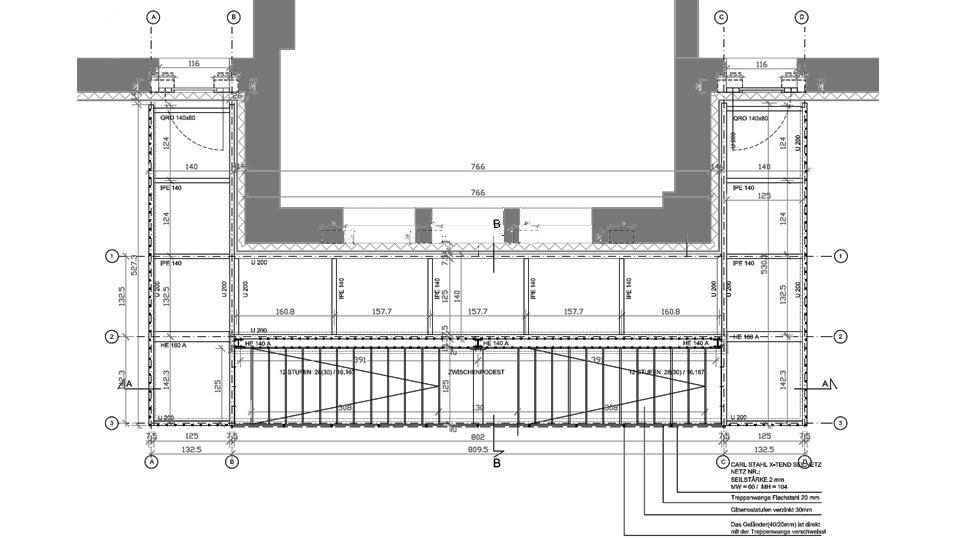 A B C D
116 116
QRO 140x80 QRO 140x80
124 U 200 124 U 200
140 766
IPE 140 IPE 140
766 125
124 124
B
1 IPE 140 U 200 IPE 140 1
527.3 530.3
132.5 132.5 U 200 U 200 IPE 140 IPE 140 125 140 IPE 140 IPE 140 U 200 132.5 U 200
160.8 157.7 157.7 157.7 160.8
U 200
2 HE 160 A HE 140 A HE 140 A HE 140 A HE 160 A 2
12 STUFEN 28(30) / 16,167 ZWISCHENPODEST 12 STUFEN 28(30) / 16,167
A 142.3 125 125 142.3 A
308 130 308
3 U 200 U 200 3
7.5 125 7.5 802 7.5 125 7.5
132.5 809.5 132.5
A B B C D
CARL STAHL X-TEND SEILNETZ
NETZ NR.:
SEILSTÄRKE 2 mm
MW = 60 / MH = 104
Treppenwange Flachstahl 20 mm
Gitterroststufen verzinkt 30mm
Das Geländer(40/20mm) ist direkt
mit der Treppenwange verschweisst